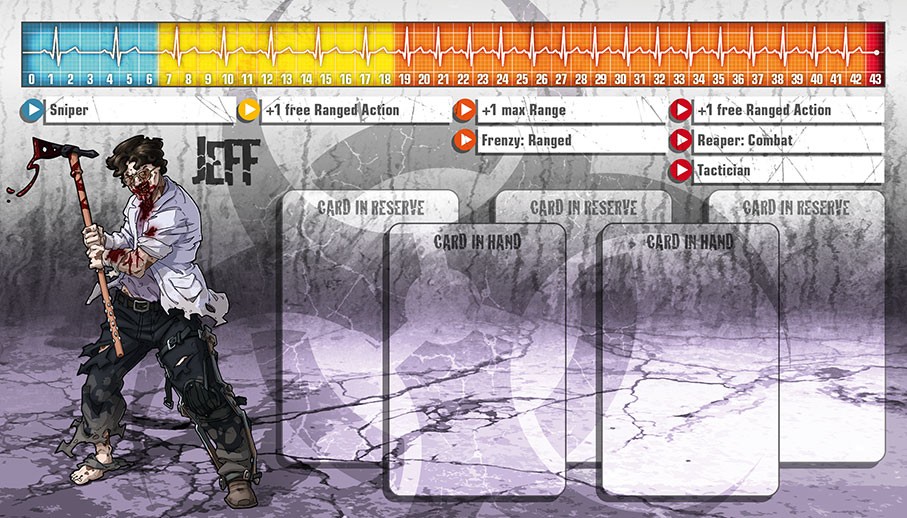 0 1 2 3 4 5 6 7 8 9 10 11 12 13 14 15 16 17 18 19 20 21 22 23 24 25 26 27 28 29 30 31 32 33 34 35 36 37 38 39 40 41 42 43
Sniper +1 free Ranged Action +1 max Range +1 free Ranged Action
Frenzy: Ranged Reaper: Combat
JEFF
Tactician
CARD IN RESERVE CARD IN RESERVE CARD IN RESERVE
CARD IN HAND CARD IN HAND